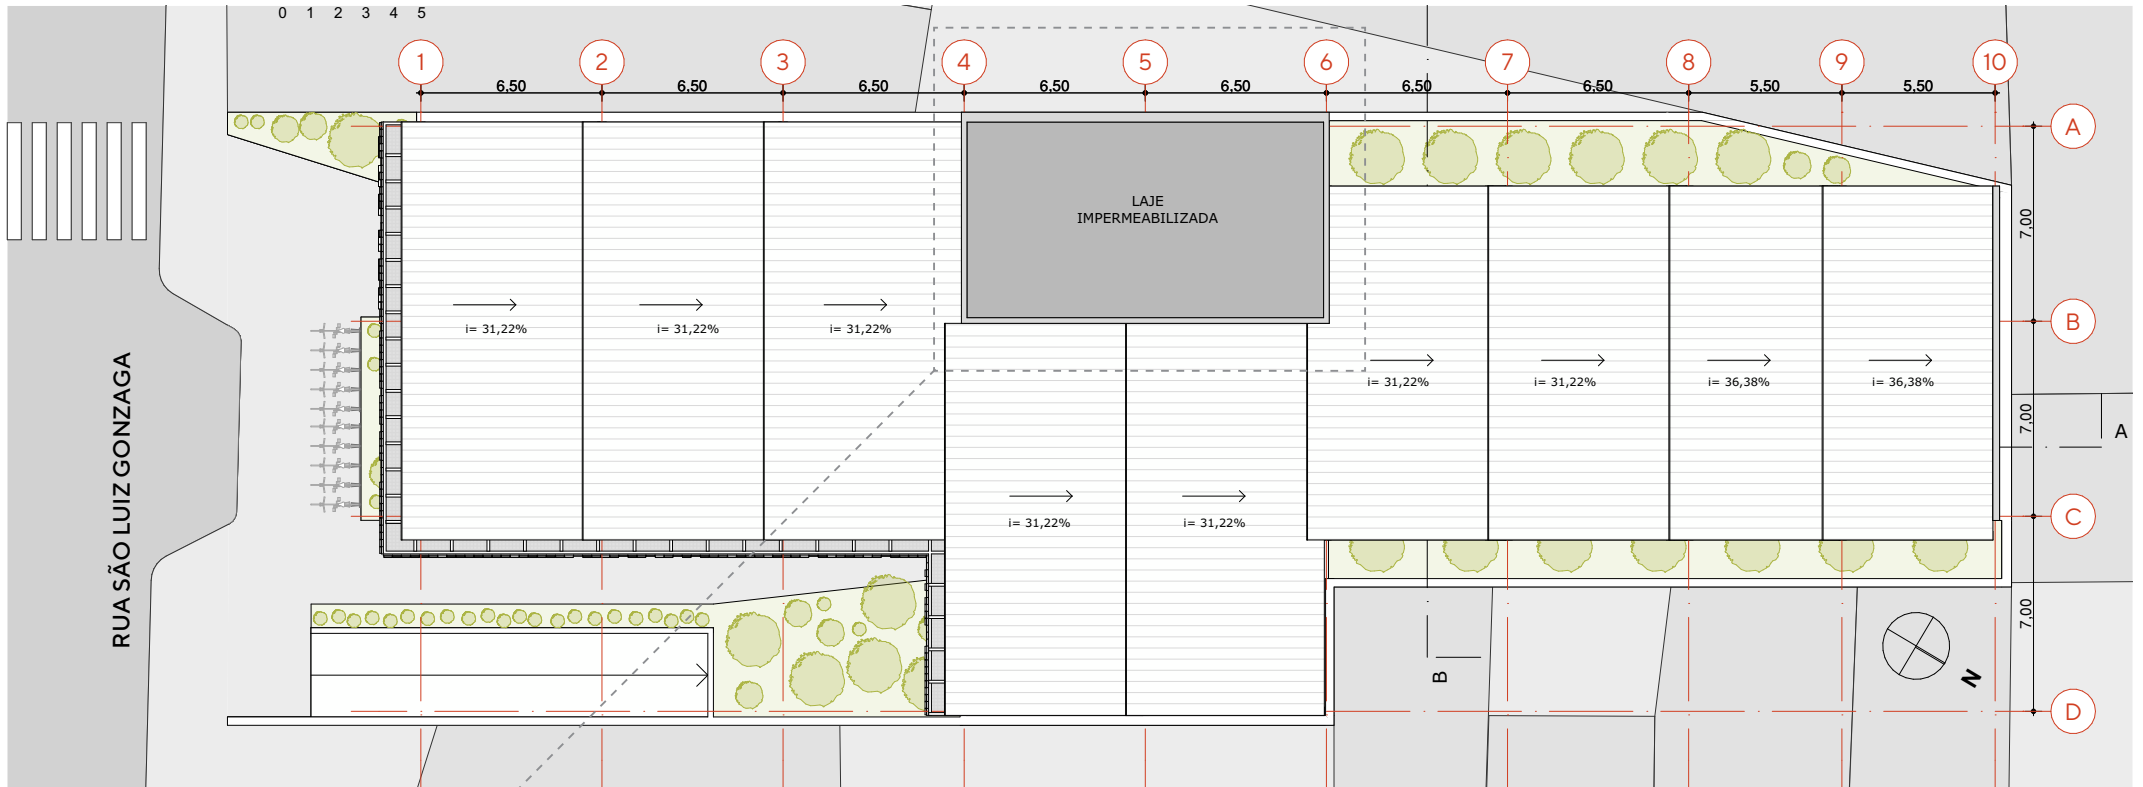 0 1 2 3 4 5
1 2 3 4 5 6 7 8 9 10
6,50 6,50 6,50 6,50 6,50 6,50 6,50 5,50 5,50
A
LAJE
IMPERMEABILIZADA
7,00
B
i= 31,22% i= 31,22% i= 31,22%
i= 31,22% i= 31,22% i= 36,38% i= 36,38%
7,00
A
RUA SÃO LUIZ GONZAGA
i= 31,22% i= 31,22%
C
7,00
B
N
D